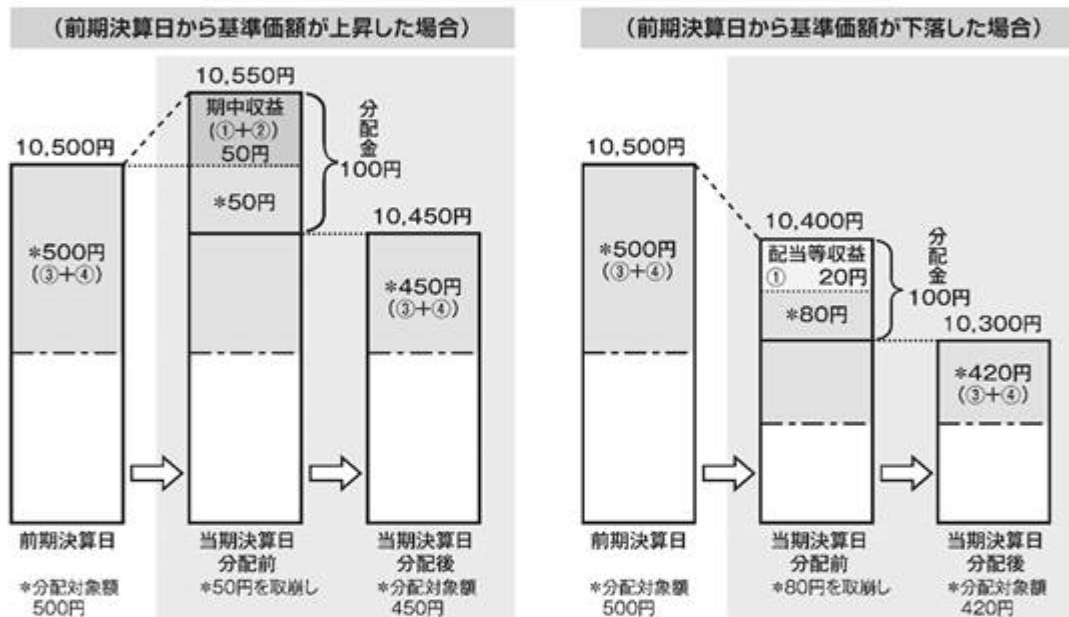 (前期決算日から基準価額が上昇した場合)
10,550円
期中収益
(①+②)
50円
分配金
100円
10,500円
*50円
10,450円
*500円
(③+④)
*450円
(③+④)
前期決算日
当期決算日
分配前
当期決算日
分配後
*分配対象額
500円
*50円を取崩し
*分配対象額
450円
(前期決算日から基準価額が下落した場合)
10,500円
10,400円
配当等収益
① 20円
分配金
100円
*500円
(③+④)
*80円
10,300円
*420円
(③+④)
前期決算日
当期決算日
分配前
当期決算日
分配後
*分配対象額
500円
*80円を取崩し
*分配対象額
420円